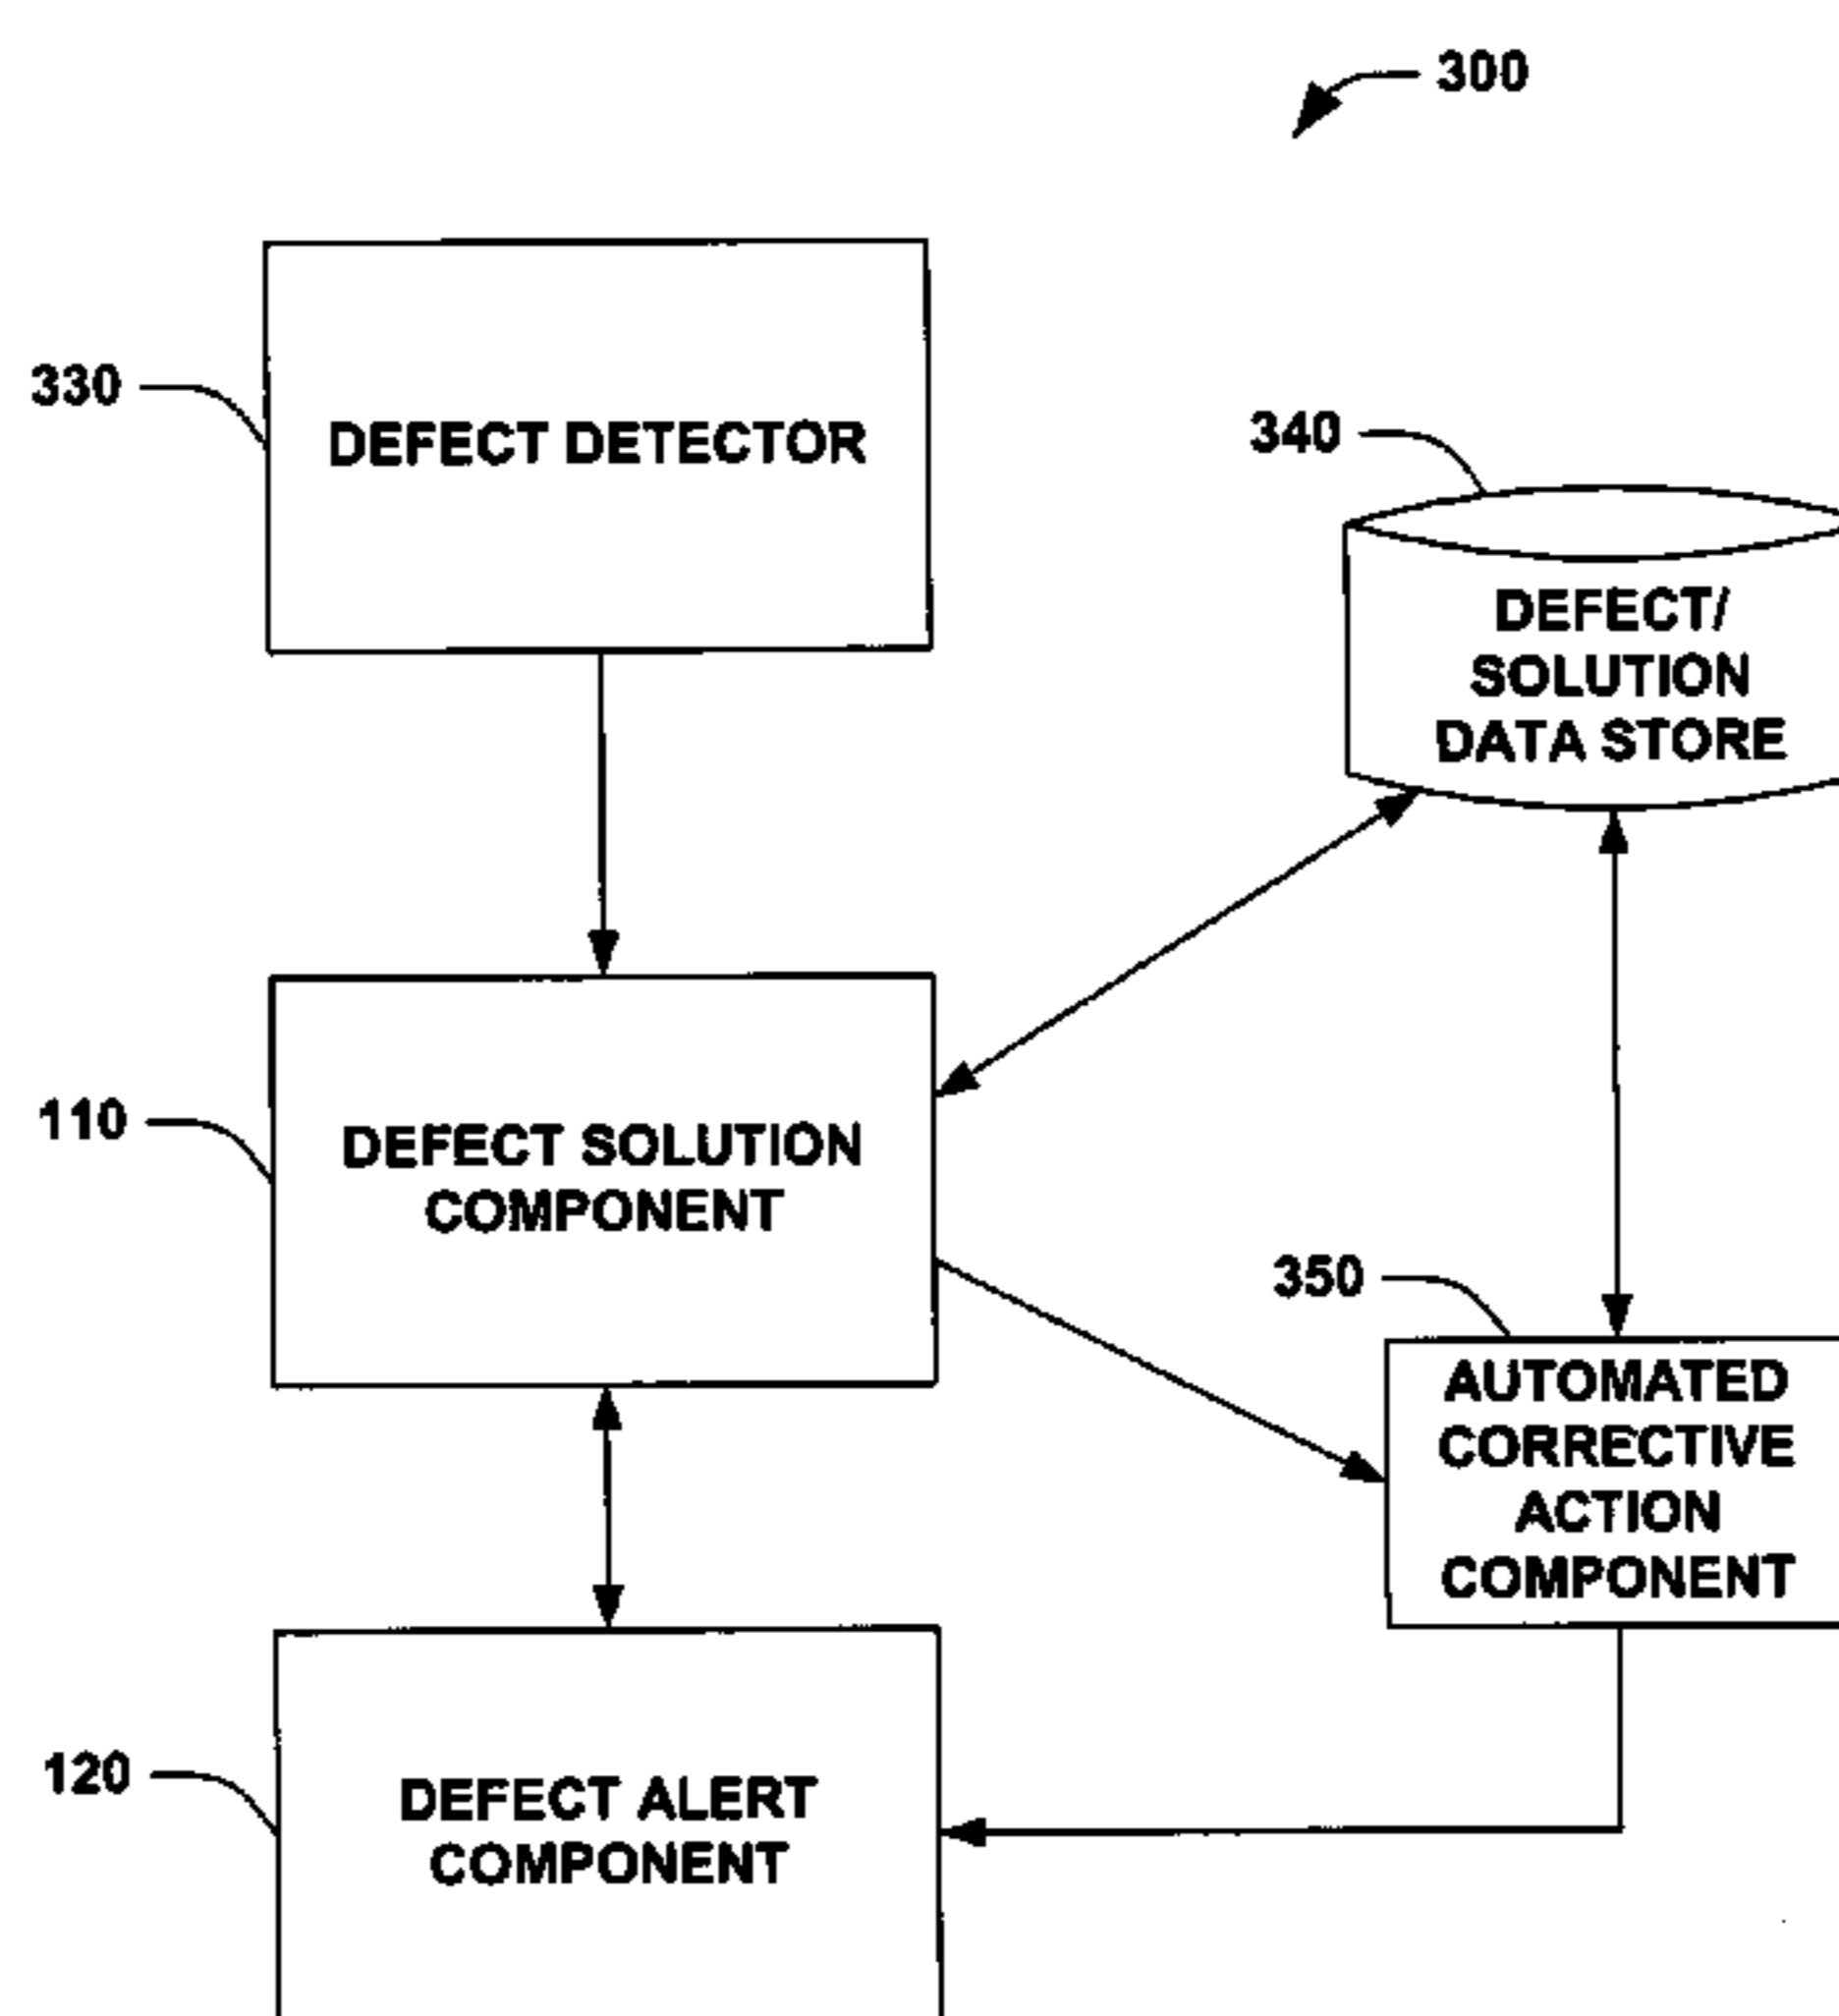 300
330
DEFECT DETECTOR
340
DEFECT/
SOLUTION
DATA STORE
110
DEFECT SOLUTION
COMPONENT
350
AUTOMATED
CORRECTIVE
ACTION
COMPONENT
120
DEFECT ALERT
COMPONENT